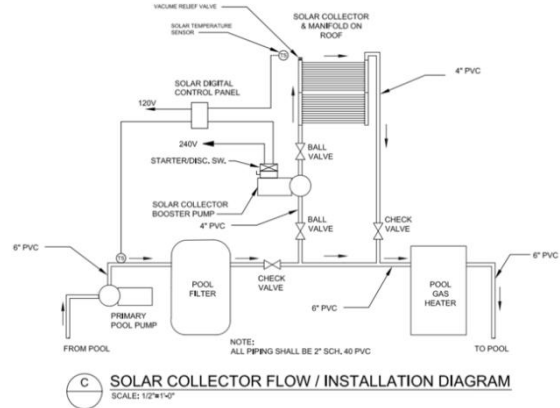 VACUME RELIEF VALVE
SOLAR TEMPERATURE
SENSOR
TS
SOLAR COLLECTOR
& MANIFOLD ON
ROOF
4" PVC
SOLAR DIGITAL
CONTROL PANEL
120V
240V
BALL
VALVE
STARTER/DISC. SW.
SOLAR COLLECTOR
BOOSTER PUMP
4" PVC
BALL
VALVE
CHECK
VALVE
6" PVC
TS
POOL
FILTER
CHECK
VALVE
6" PVC
POOL
GAS
HEATER
6" PVC
PRIMARY
POOL PUMP
FROM POOL
TO POOL
NOTE:
ALL PIPING SHALL BE 2" SCH. 40 PVC
C
SOLAR COLLECTOR FLOW / INSTALLATION DIAGRAM
SCALE: 1/2"=1'-0"